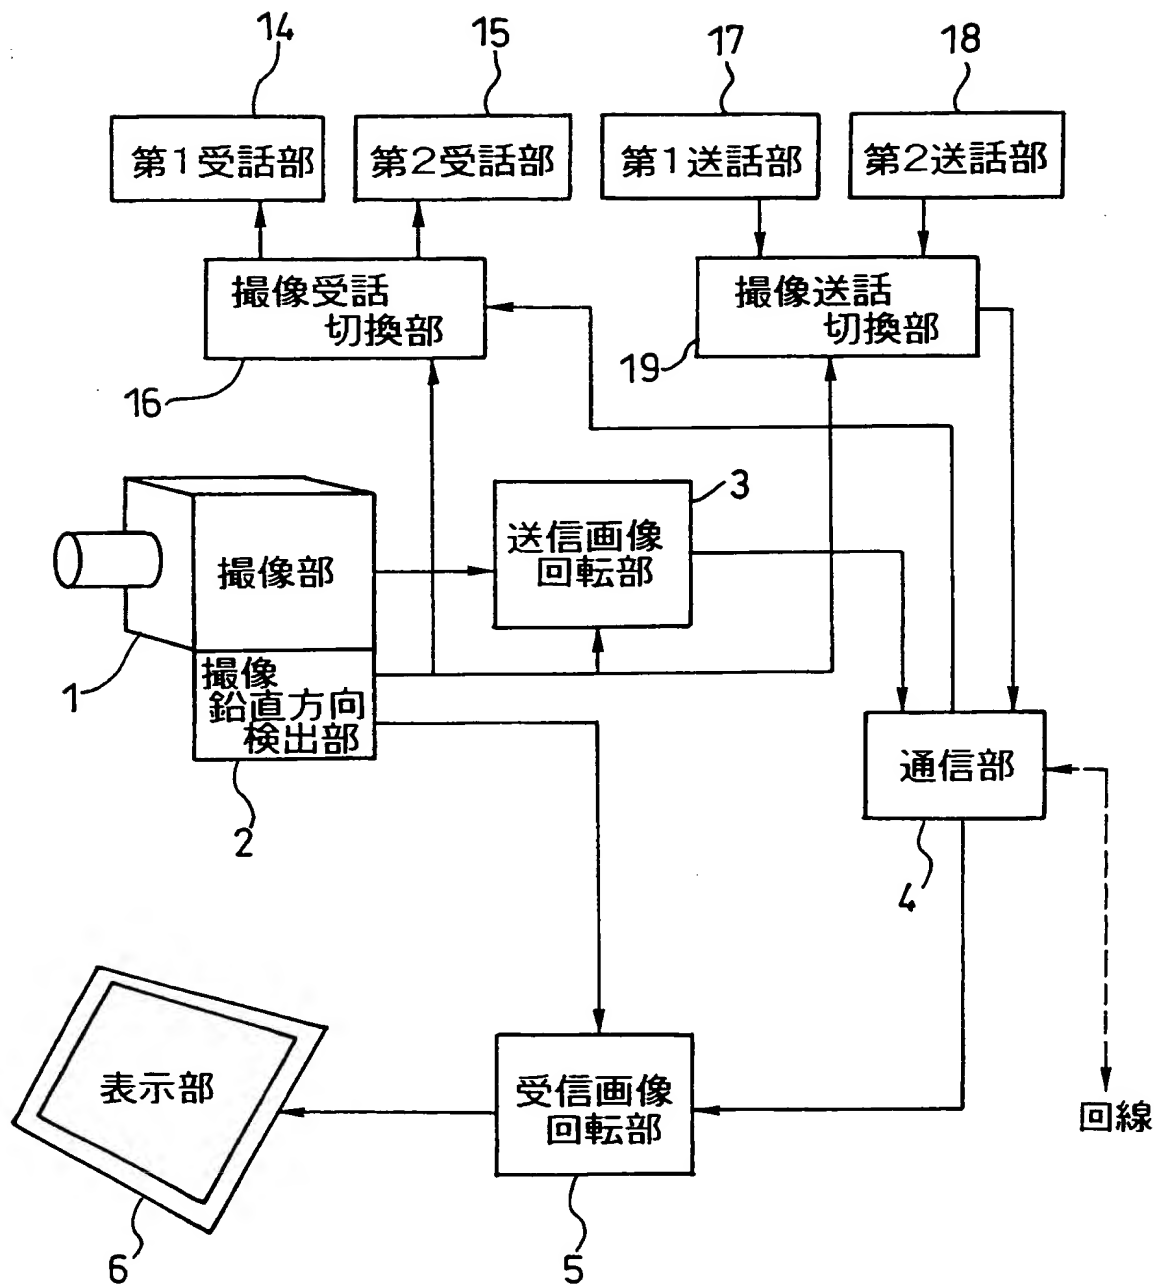 14
15
17
18
第1受話部
第2受話部
第1送話部
第2送話部
撮像受話
切換部
撮像送話
切換部
16
19
3
送信画像
回転部
撮像部
1
撮像
鉛直方向
検出部
2
通信部
4
表示部
6
受信画像
回転部
5
回線